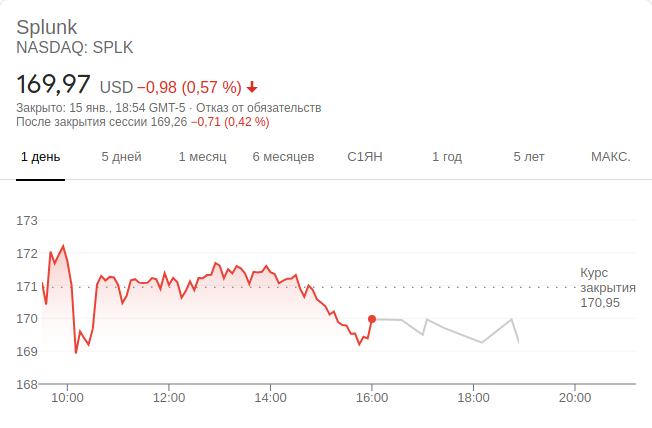 Splunk
NASDAQ: SPLK
169,97 USD −0,98 (0,57 %)
Закрыто: 15 янв., 18:54 GMT-5 · Отказ от обязательств
После закрытия сессии 169,26 −0,71 (0,42 %)
1 день 5 дней 1 месяц 6 месяцев С1ЯН 1 год 5 лет МАКС.
173
172
171
170
169
168
Курс
закрытия
170,95
10:00 12:00 14:00 16:00 18:00 20:00